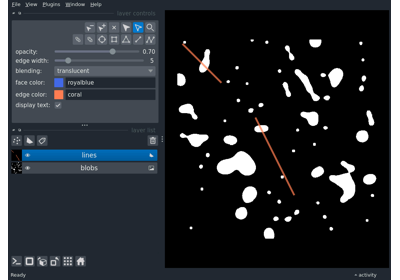 File View Plugins Window Help
layer controls
opacity: 0.70
edge width: 5
blending: translucent
face color: royalblue
edge color: coral
display text:
layer list
lines
blobs
Ready
activity